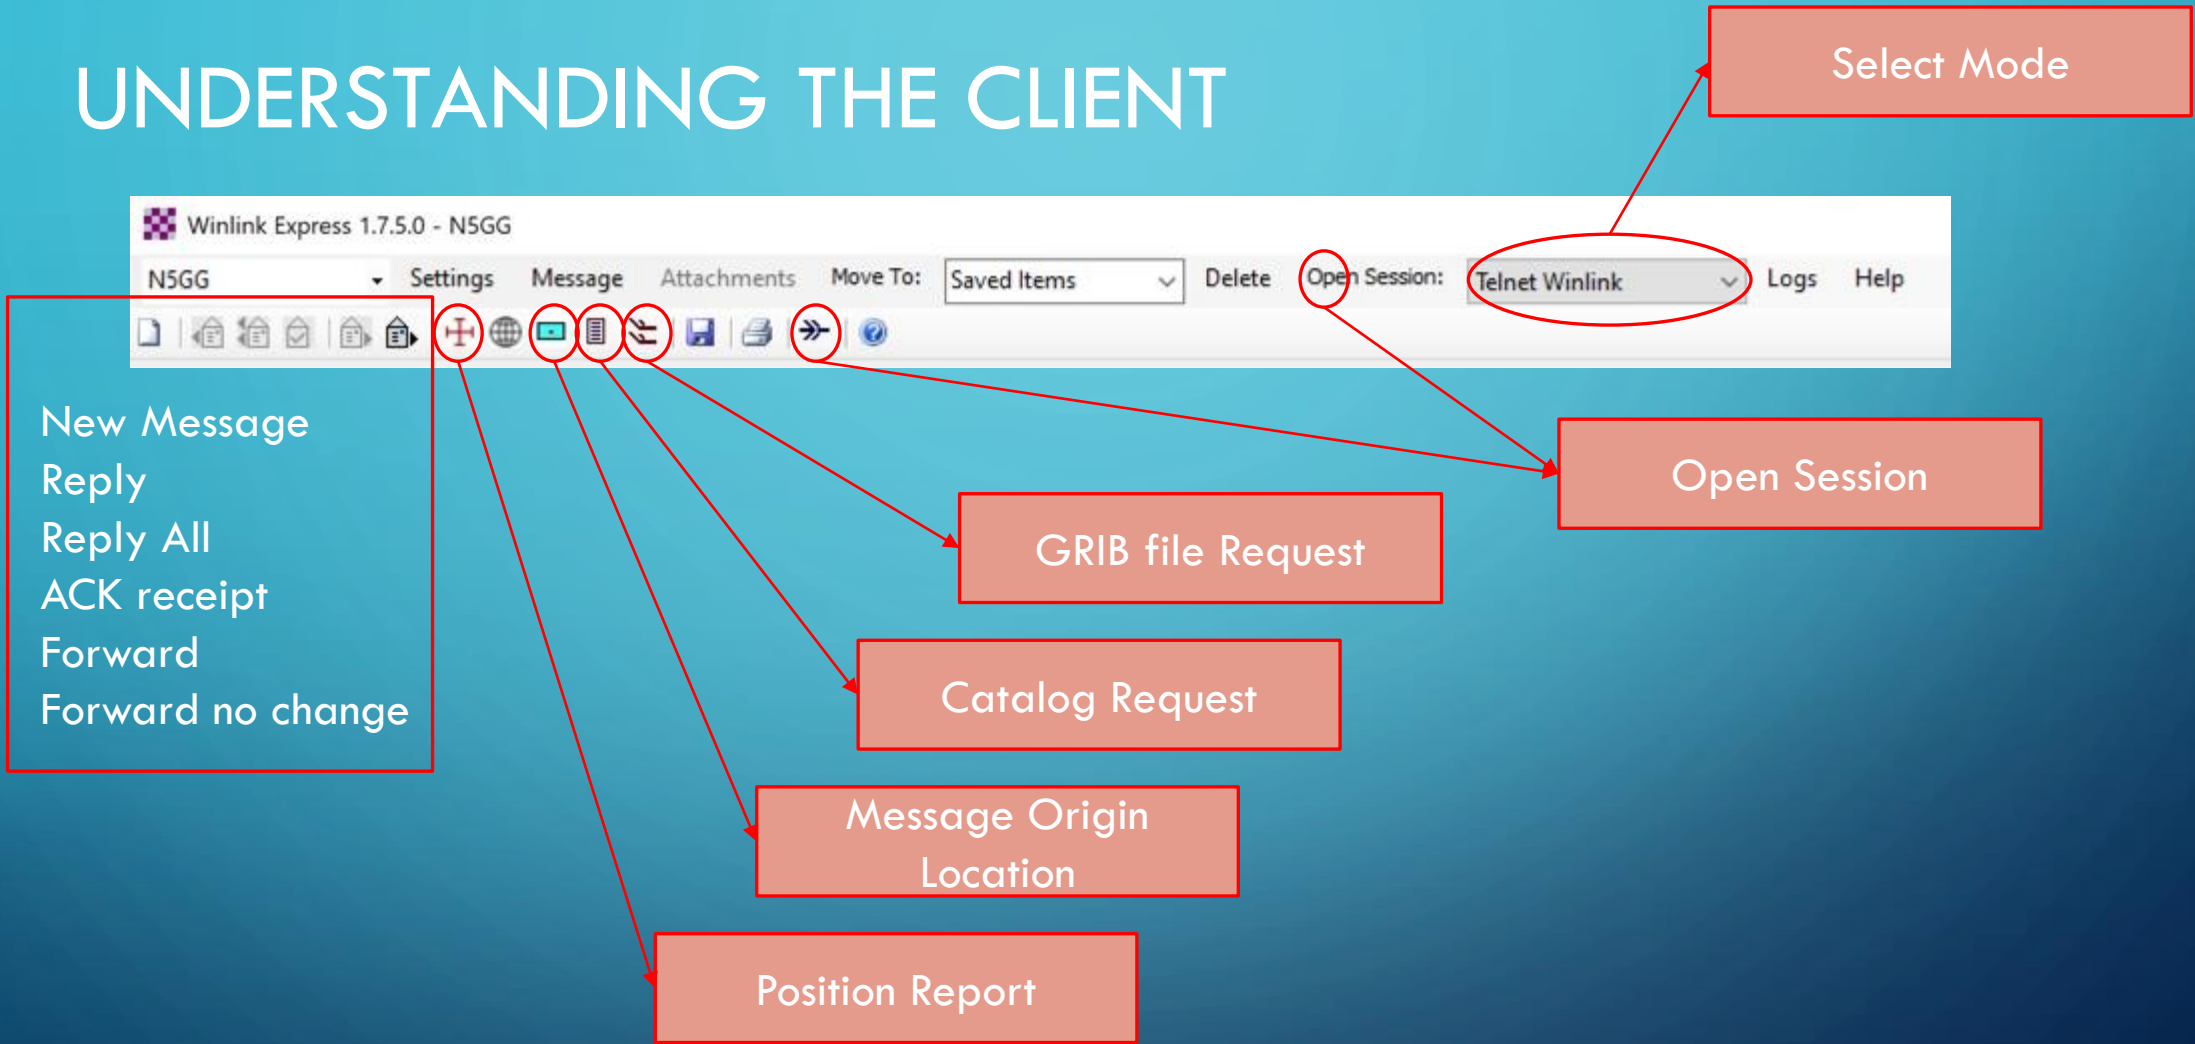 Select Mode
UNDERSTANDING THE CLIENT
Winlink Express 1.7.5.0 - N5GG
N5GG Settings Message Attachments Move To: Saved Items Delete Open Session: Telnet Winlink Logs Help
New Message
Reply
Reply All
ACK receipt
Forward
Forward no change
Open Session
GRIB file Request
Catalog Request
Message Origin
Location
Position Report